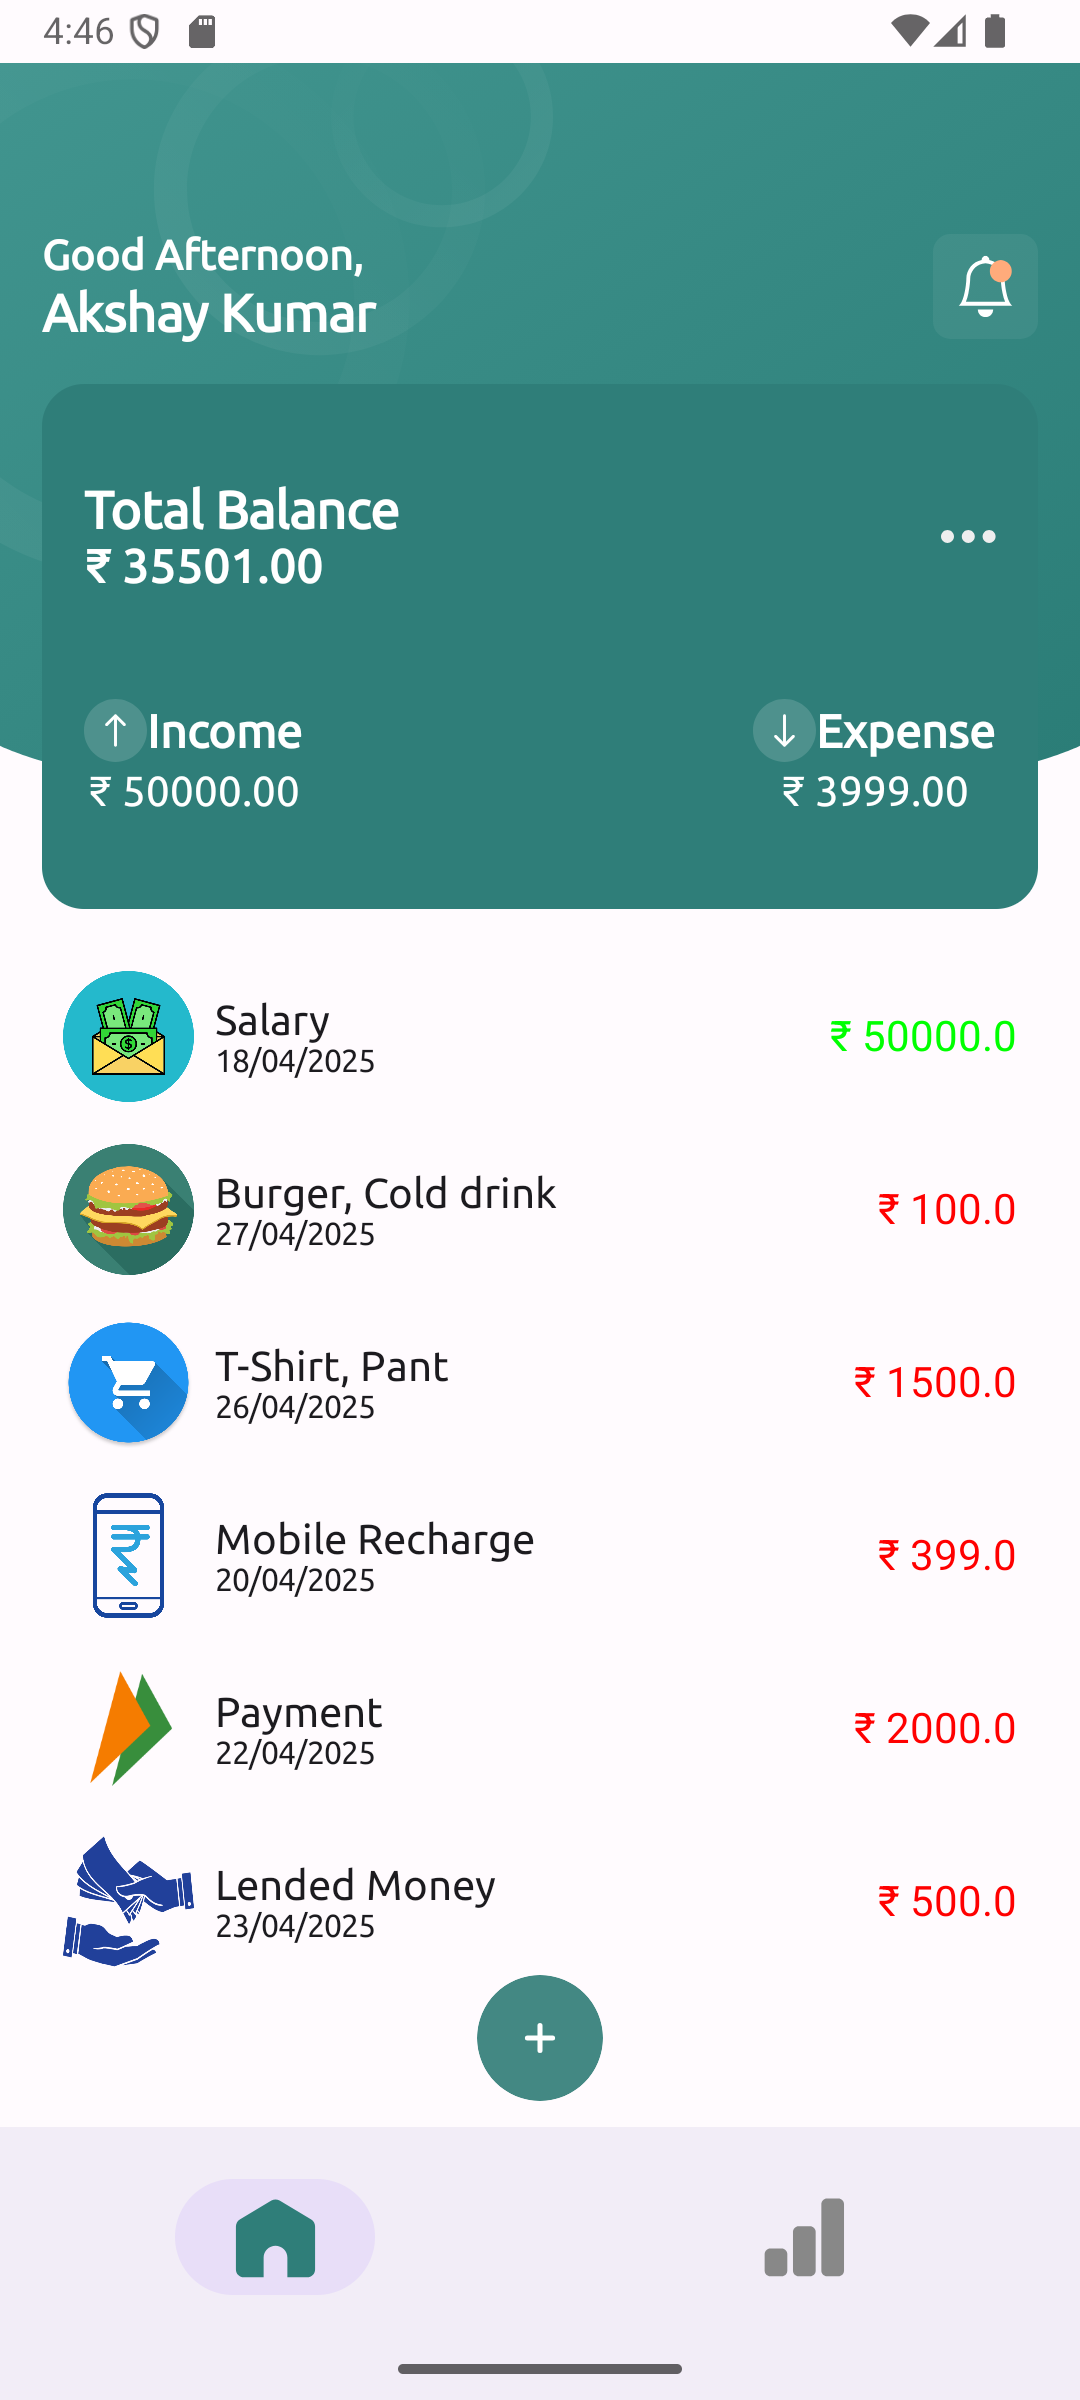 4:46
Good Afternoon,
Akshay Kumar
Total Balance
₹ 35501.00
Income
Expense
₹ 50000.00
₹ 3999.00
Salary
18/04/2025
₹ 50000.0
Burger, Cold drink
27/04/2025
₹ 100.0
T-Shirt, Pant
26/04/2025
₹ 1500.0
Mobile Recharge
20/04/2025
₹ 399.0
Payment
22/04/2025
₹ 2000.0
Lended Money
23/04/2025
₹ 500.0